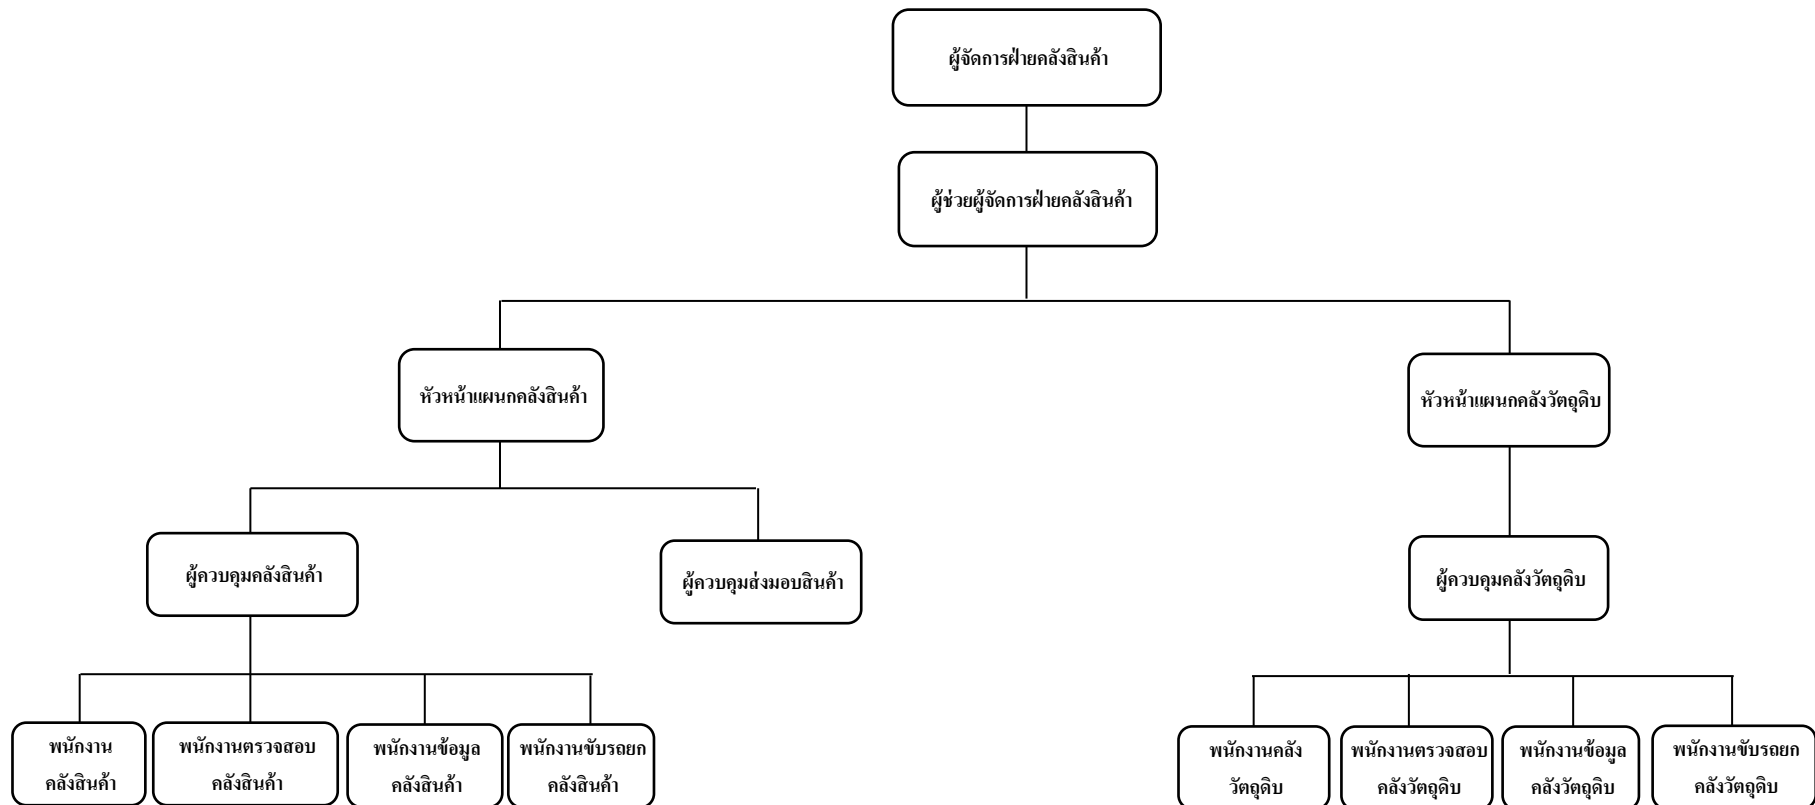 ผู้จัดการฝ่ายคลังสินค้า
ผู้ช่วยผู้จัดการฝ่ายคลังสินค้า
หัวหน้าแผนกคลังสินค้า
หัวหน้าแผนกคลังวัตถุดิบ
ผู้ควบคุมคลังสินค้า
ผู้ควบคุมส่งมอบสินค้า
ผู้ควบคุมคลังวัตถุดิบ
พนักงาน
คลังสินค้า
พนักงานตรวจสอบ
คลังสินค้า
พนักงานข้อมูล
คลังสินค้า
พนักงานขับรถยก
คลังสินค้า
พนักงานคลัง
วัตถุดิบ
พนักงานตรวจสอบ
คลังวัตถุดิบ
พนักงานข้อมูล
คลังวัตถุดิบ
พนักงานขับรถยก
คลังวัตถุดิบ